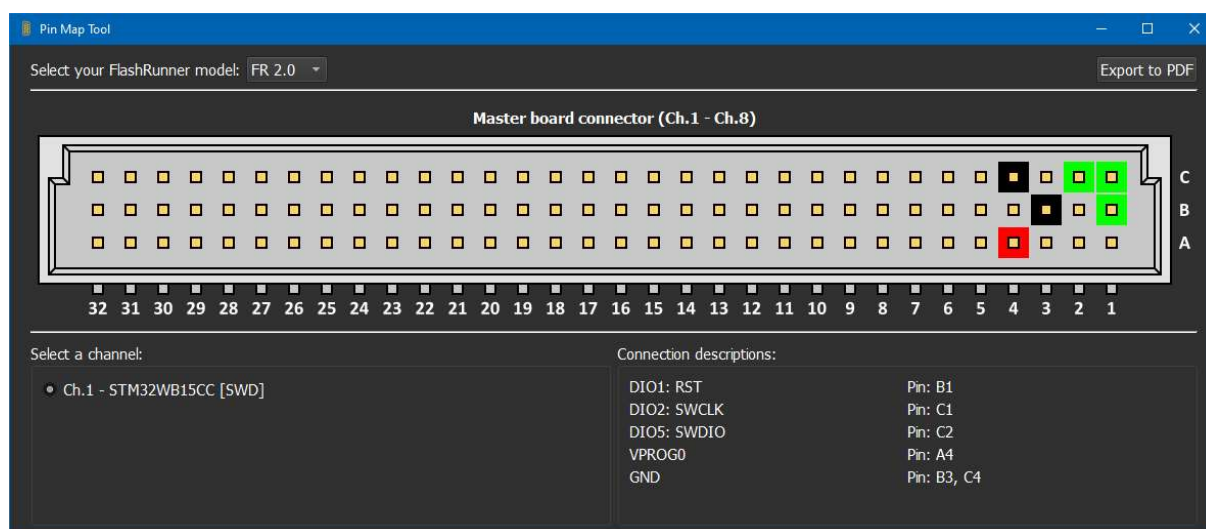 Pin Map Tool
Select your FlashRunner model: FR 2.0 Export to PDF
Master board connector (Ch.1 - Ch.8)
C
B
A
32 31 30 29 28 27 26 25 24 23 22 21 20 19 18 17 16 15 14 13 12 11 10 9 8 7 6 5 4 3 2 1
Select a channel:
Ch.1 - STM32WB15CC [SWD]
Connection descriptions:
DIO1: RST Pin: B1
DIO2: SWCLK Pin: C1
DIO5: SWDIO Pin: C2
VPROG0 Pin: A4
GND Pin: B3, C4